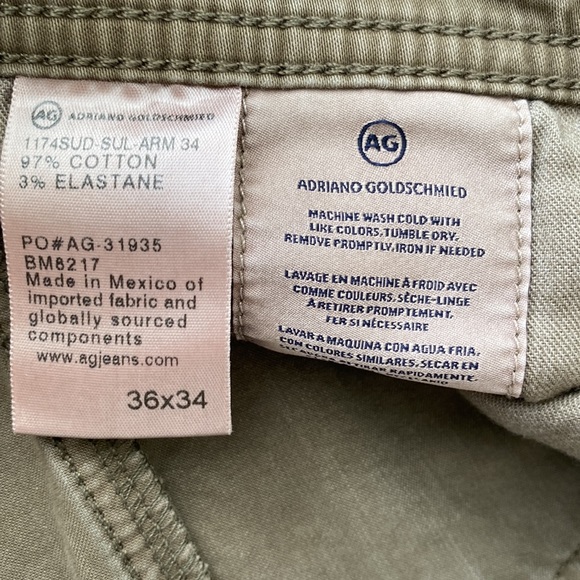 AG ADRIANO GOLDSCHMIED
1174SUD-SUL-ARM 34
97% COTTON
3% ELASTANE
PO#AG-31935
BM8217
Made in Mexico of
imported fabric and
globally sourced
components
www.agjeans.com
36x34
AG
ADRIANO GOLDSCHMIED
MACHINE WASH COLD WITH
LIKE COLORS, TUMBLE DRY.
REMOVE PROMPTLY, IRON IF NEEDED
LAVAGE EN MACHINE À FROID AVEC
COMME COULEURS, SÈCHE-LINGE
À RETIRER PROMPTEMENT,
FER SI NÉCESSAIRE
LAVAR A MAQUINA CON AGUA FRIA,
CON COLORES SIMILARES, SECAR EN
TIRAR RAPIDAMENTE.